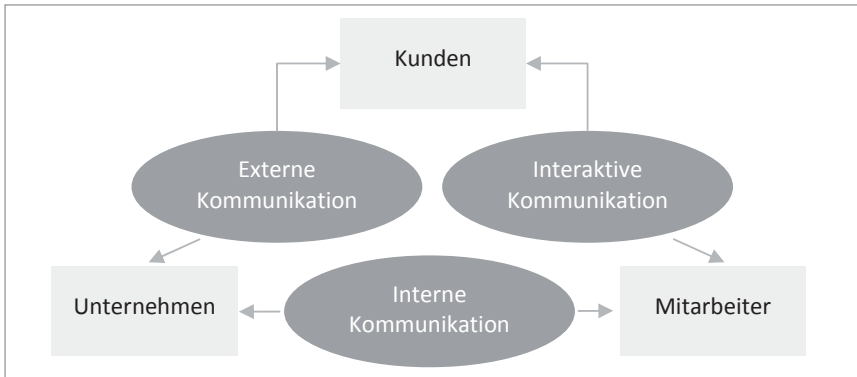 Kunden
Externe
Kommunikation
Interaktive
Kommunikation
Unternehmen
Interne
Kommunikation
Mitarbeiter